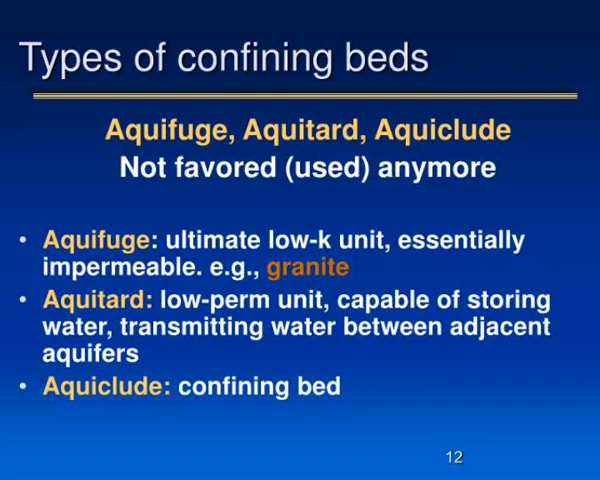 Types of confining beds
Aquifuge, Aquitard, Aquiclude
Not favored (used) anymore
• Aquifuge: ultimate low-k unit, essentially
impermeable. e.g., granite
• Aquitard: low-perm unit, capable of storing
water, transmitting water between adjacent
aquifers
• Aquiclude: confining bed
12